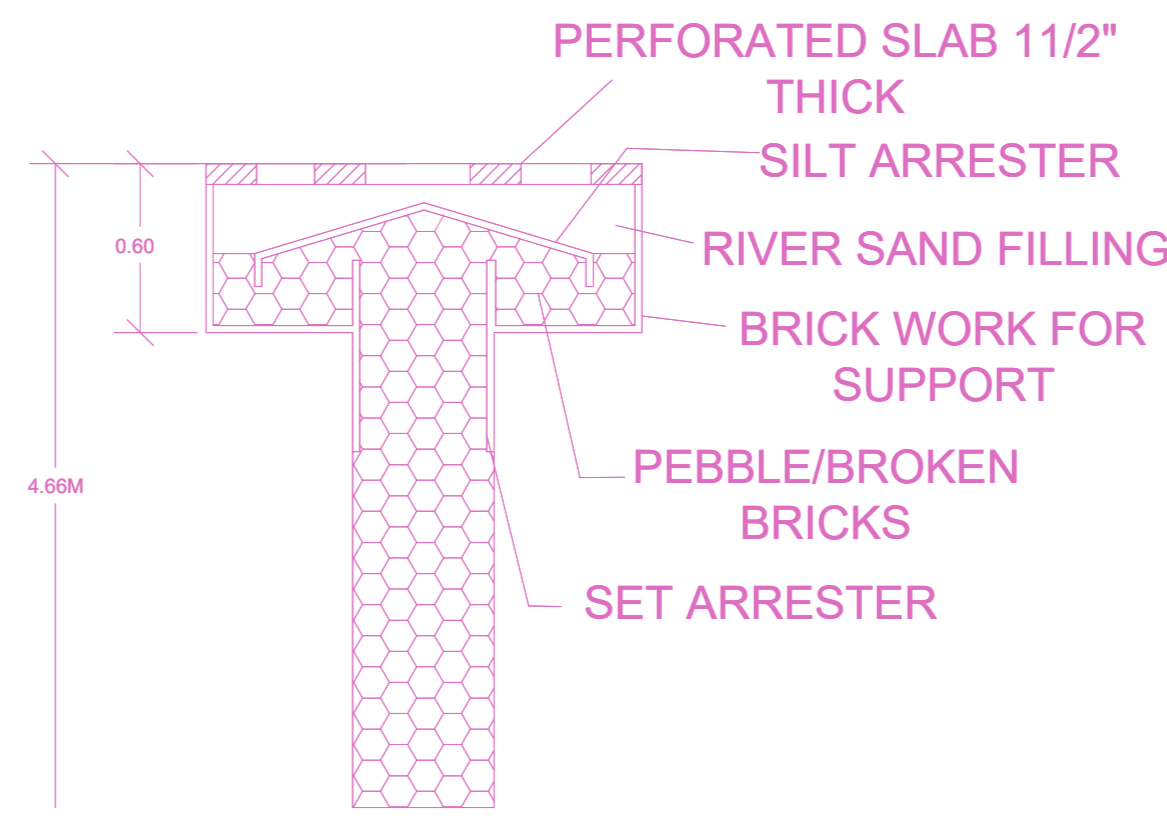 PERFORATED SLAB 11/2"
THICK
SILT ARRESTER
0.60
RIVER SAND FILLING
BRICK WORK FOR
SUPPORT
PEBBLE/BROKEN
BRICKS
4.66M
SET ARRESTER